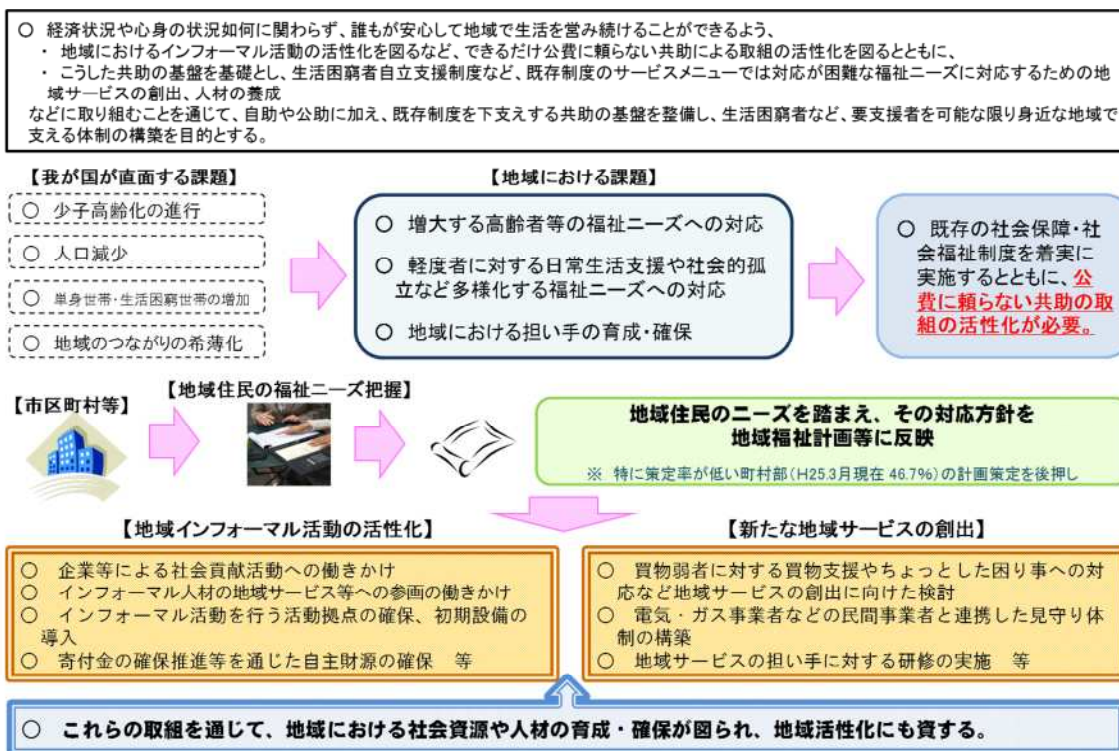 ○ 経済状況や心身の状況如何に関わらず、誰もが安心して地域で生活を営み続けることができるよう、
・ 地域におけるインフォーマル活動の活性化を図るなど、できるだけ公費に頼らない共助による取組の活性化を図るとともに、
・ こうした共助の基盤を基礎とし、生活困窮者自立支援制度など、既存制度のサービスメニューでは対応が困難な福祉ニーズに対応するための地
域サービスの創出、人材の養成
などに取り組むことを通じて、自助や公助に加え、既存制度を下支えする共助の基盤を整備し、生活困窮者など、要支援者を可能な限り身近な地域で
支える体制の構築を目的とする。
【我が国が直面する課題】
○ 少子高齢化の進行
○ 人口減少
○ 単身世帯・生活困窮世帯の増加
○ 地域のつながりの希薄化
【地域における課題】
○ 増大する高齢者等の福祉ニーズへの対応
○ 軽度者に対する日常生活支援や社会的孤
立など多様化する福祉ニーズへの対応
○ 地域における担い手の育成・確保
○ 既存の社会保障・社
会福祉制度を着実に
実施するとともに、公
費に頼らない共助の取
組の活性化が必要。
【市区町村等】
【地域住民の福祉ニーズ把握】
地域住民のニーズを踏まえ、その対応方針を
地域福祉計画等に反映
※ 特に策定率が低い町村部(H25.3月現在 46.7%)の計画策定を後押し
【地域インフォーマル活動の活性化】
○ 企業等による社会貢献活動への働きかけ
○ インフォーマル人材の地域サービス等への参画の働きかけ
○ インフォーマル活動を行う活動拠点の確保、初期設備の
導入
○ 寄付金の確保推進等を通じた自主財源の確保 等
【新たな地域サービスの創出】
○ 買物弱者に対する買物支援やちょっとした困り事への対
応など地域サービスの創出に向けた検討
○ 電気・ガス事業者などの民間事業者と連携した見守り体
制の構築
○ 地域サービスの担い手に対する研修の実施 等
○ これらの取組を通じて、地域における社会資源や人材の育成・確保が図られ、地域活性化にも資する。